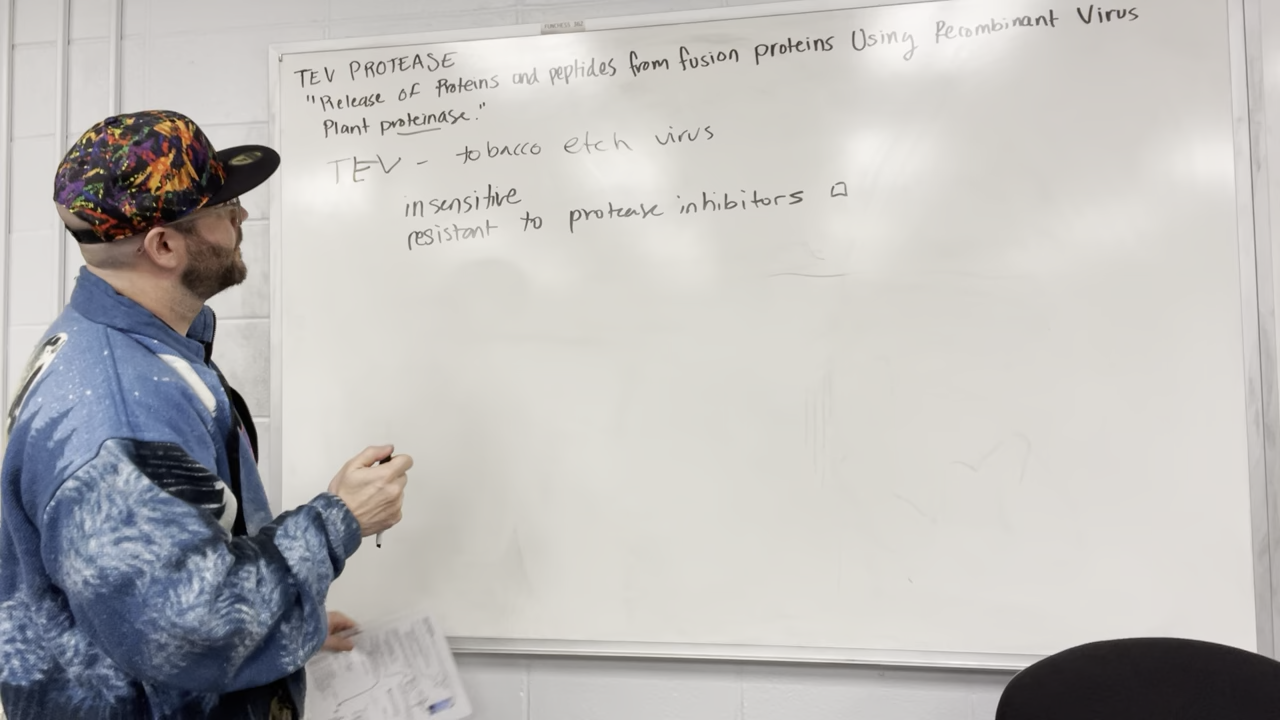 TEV PROTEASE
"Release of Proteins and peptides from fusion proteins Using Recombinant Virus
Plant proteinase."
TEV - tobacco etch virus
insensitive
resistant to protease inhibitors